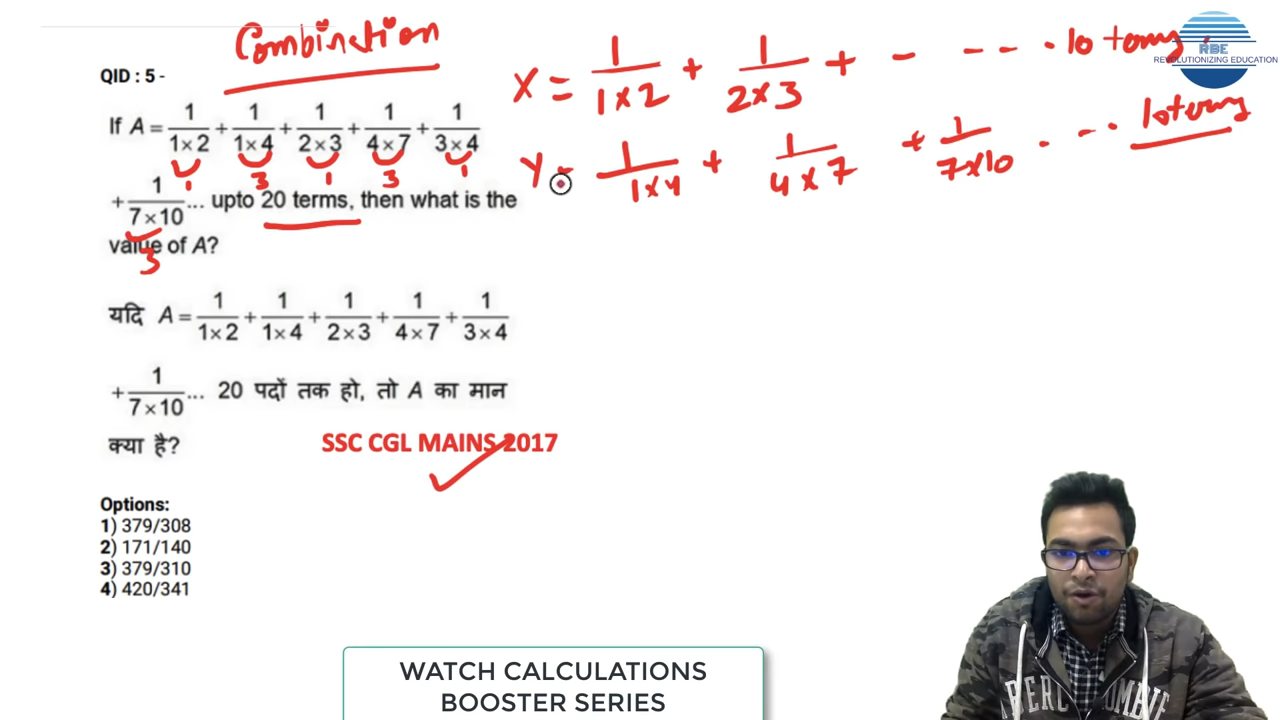 Combination
X = 1/1×2 + 1/2×3 + - - - - . 10 terms.
RBE
REVOLUTIONIZING EDUCATION
Y = 1/1×4 + 1/4×7 + 1/7×10 . - - 10 terms
QID : 5 -
If A = 1/1×2 + 1/1×4 + 1/2×3 + 1/4×7 + 1/3×4
1 3 1 3 1
+ 1/7×10 ... upto 20 terms, then what is the
value of A?
3
यदि A = 1/1×2 + 1/1×4 + 1/2×3 + 1/4×7 + 1/3×4
+ 1/7×10 ... 20 पदों तक हो, तो A का मान
क्या है?
SSC CGL MAINS 2017
Options:
1) 379/308
2) 171/140
3) 379/310
4) 420/341
WATCH CALCULATIONS
BOOSTER SERIES